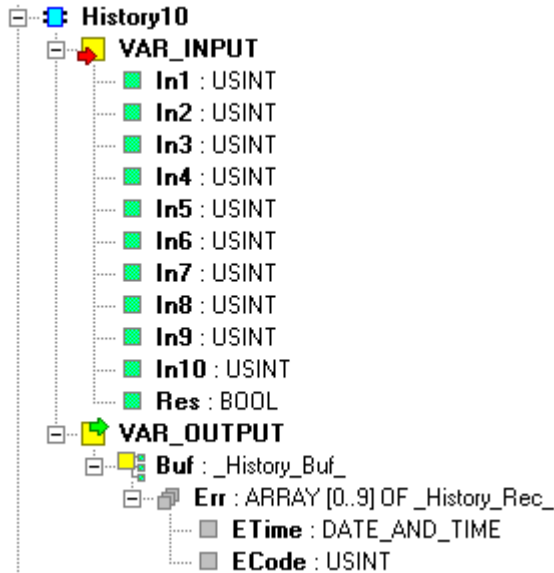 History10
VAR_INPUT
In1 : USINT
In2 : USINT
In3 : USINT
In4 : USINT
In5 : USINT
In6 : USINT
In7 : USINT
In8 : USINT
In9 : USINT
In10 : USINT
Res : BOOL
VAR_OUTPUT
Buf : _History_Buf_
Err : ARRAY [0..9] OF _History_Rec_
ETime : DATE_AND_TIME
ECode : USINT